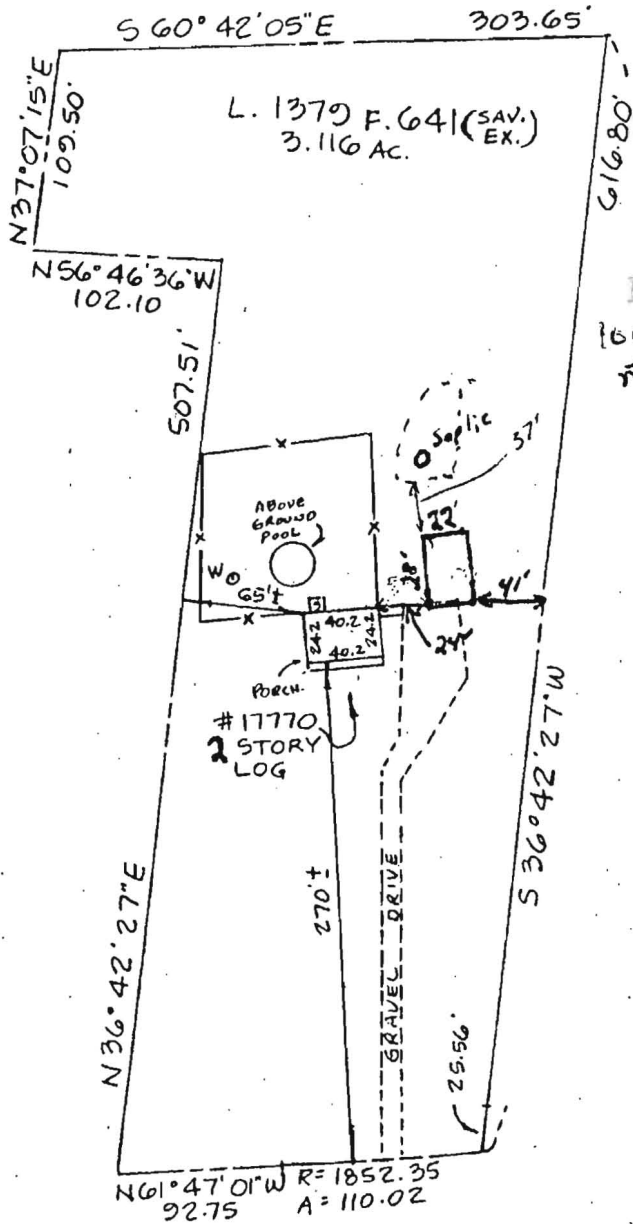 S 60° 42' 05" E 303.65'
N 37° 07' 15" E
109.50'
L. 1379 F. 641 (SAV. EX.)
3.116 AC.
616.80'
N 56° 46' 36" W
102.10
507.51'
Septic
37'
ABOVE
GROUND
POOL
22'
28'
W
65'±
3
41'
24.2
40.2
24.2
40.2
24'
PORCH
# 17770
2 STORY
LOG
S 36° 42' 27" W
270'±
GRAVEL DRIVE
N 36° 42' 27" E
25.56'
N 61° 47' 01" W
92.75
R = 1852.35
A = 110.02